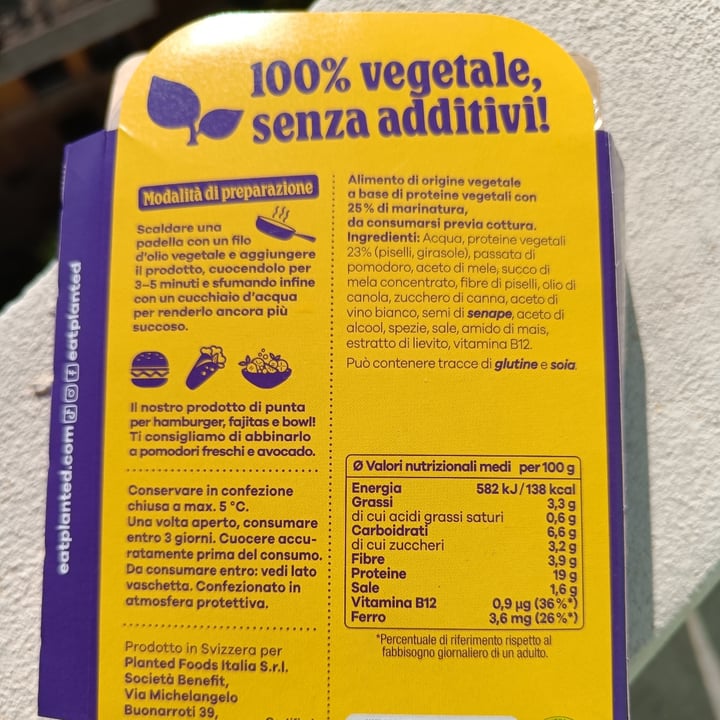 100% vegetale,
senza additivi!
Modalità di preparazione
Scaldare una
padella con un filo
d'olio vegetale e aggiungere
il prodotto, cuocendolo per
3–5 minuti e sfumando infine
con un cucchiaio d'acqua
per renderlo ancora più
succoso.
Il nostro prodotto di punta
per hamburger, fajitas e bowl!
Ti consigliamo di abbinarlo
a pomodori freschi e avocado.
Conservare in confezione
chiusa a max. 5 °C.
Una volta aperto, consumare
entro 3 giorni. Cuocere accu-
ratamente prima del consumo.
Da consumare entro: vedi lato
vaschetta. Confezionato in
atmosfera protettiva.
Prodotto in Svizzera per
Planted Foods Italia S.r.l.
Società Benefit,
Via Michelangelo
Buonarroti 39,
Alimento di origine vegetale
a base di proteine vegetali con
25% di marinatura,
da consumarsi previa cottura.
Ingredienti: Acqua, proteine vegetali
23% (piselli, girasole), passata di
pomodoro, aceto di mele, succo di
mela concentrato, fibre di piselli, olio di
canola, zucchero di canna, aceto di
vino bianco, semi di senape, aceto di
alcool, spezie, sale, amido di mais,
estratto di lievito, vitamina B12.
Può contenere tracce di glutine e soia.
Ø Valori nutrizionali medi per 100 g
Energia 582 kJ/138 kcal
Grassi 3,3 g
di cui acidi grassi saturi 0,6 g
Carboidrati 6,6 g
di cui zuccheri 3,2 g
Fibre 3,9 g
Proteine 19 g
Sale 1,6 g
Vitamina B12 0,9 µg (36%*)
Ferro 3,6 mg (26%*)
*Percentuale di riferimento rispetto al
fabbisogno giornaliero di un adulto.
eatplanted.com eatplanted